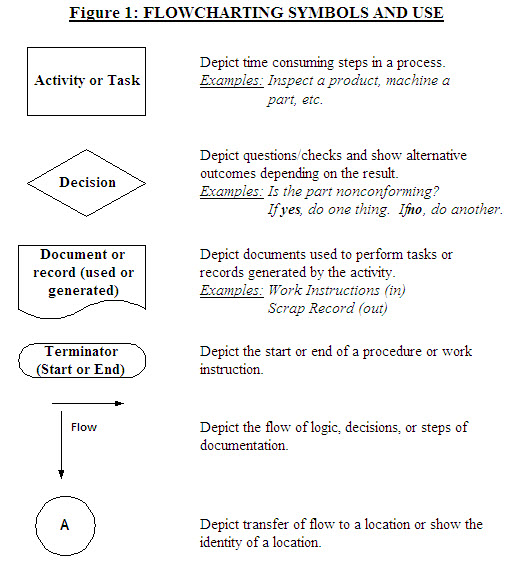 Figure 1: FLOWCHARTING SYMBOLS AND USE
Activity or Task
Depict time consuming steps in a process.
Examples: Inspect a product, machine a
part, etc.
Decision
Depict questions/checks and show alternative
outcomes depending on the result.
Examples: Is the part nonconforming?
If yes, do one thing. If no, do another.
Document or
record (used or
generated)
Depict documents used to perform tasks or
records generated by the activity.
Examples: Work Instructions (in)
Scrap Record (out)
Terminator
(Start or End)
Depict the start or end of a procedure or work
instruction.
Flow
Depict the flow of logic, decisions, or steps of
documentation.
A
Depict transfer of flow to a location or show the
identity of a location.